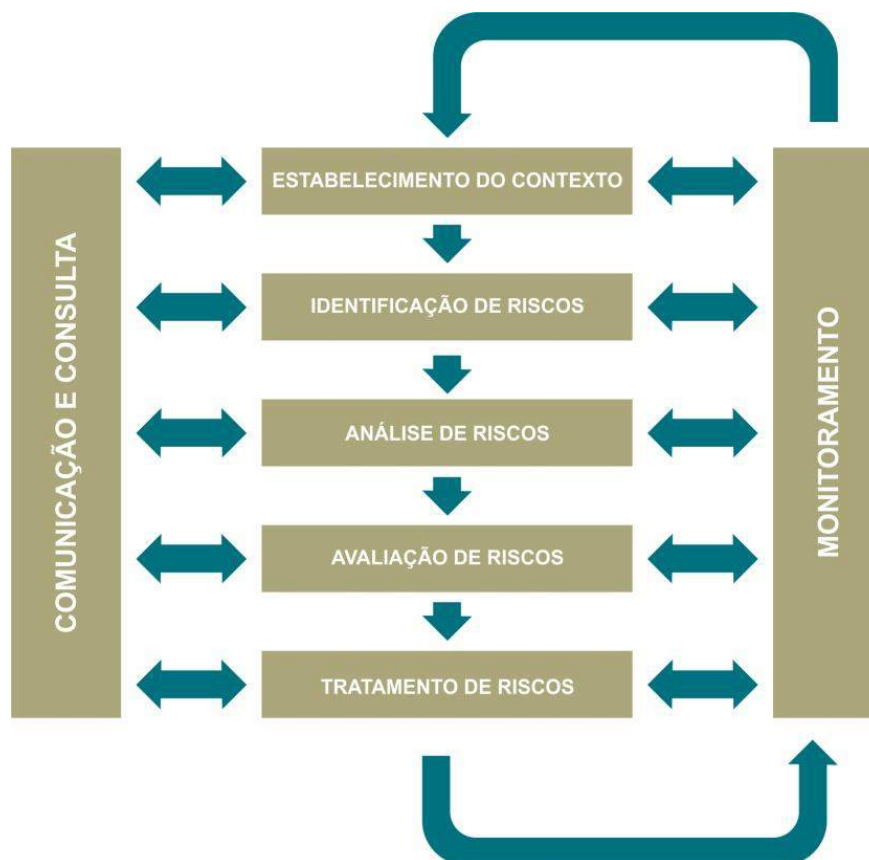 ESTABELECIMENTO DO CONTEXTO
IDENTIFICAÇÃO DE RISCOS
ANÁLISE DE RISCOS
AVALIAÇÃO DE RISCOS
TRATAMENTO DE RISCOS
COMUNICAÇÃO E CONSULTA
MONITORAMENTO